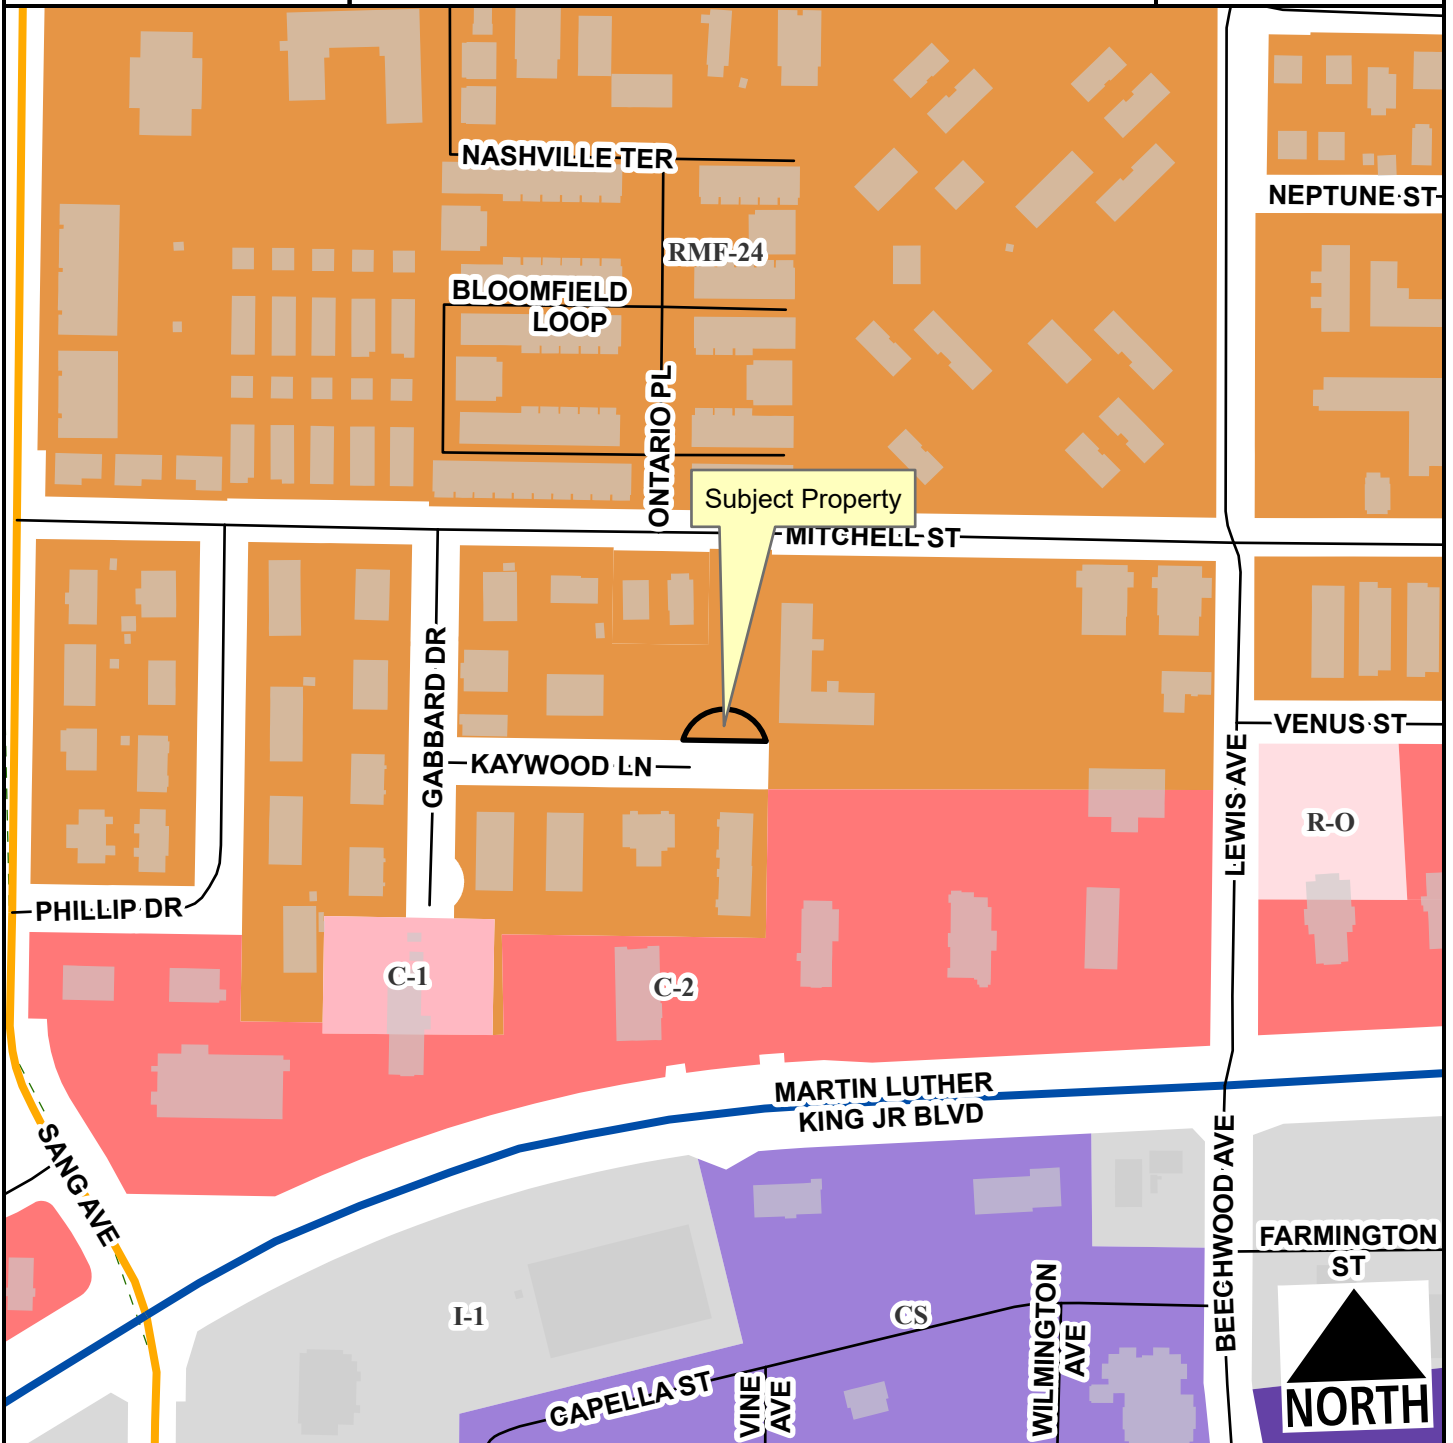 NASHVILLE TER
NEPTUNE ST
RMF-24
BLOOMFIELD
LOOP
ONTARIO PL
Subject Property
MITCHELL ST
GABBARD DR
VENUS ST
KAYWOOD LN
LEWIS AVE
R-O
PHILLIP DR
C-1
C-2
MARTIN LUTHER
KING JR BLVD
SANG AVE
BEECHWOOD AVE
FARMINGTON
ST
I-1
CS
WILMINGTON
AVE
CAPELLA ST
VINE
AVE
NORTH